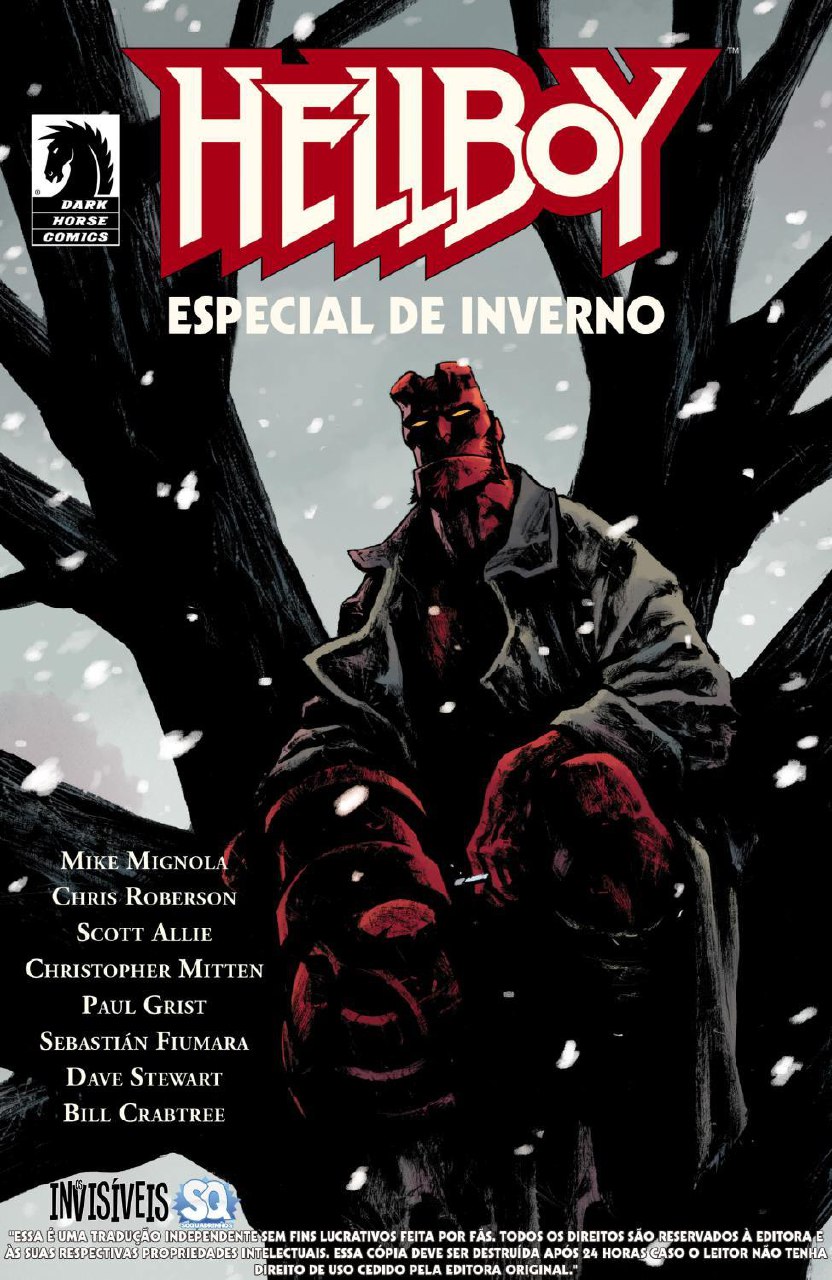 HELLBOY
TM
DARK
HORSE
COMICS
ESPECIAL DE INVERNO
MIKE MIGNOLA
CHRIS ROBERSON
SCOTT ALLIE
CHRISTOPHER MITTEN
PAUL GRIST
SEBASTIÁN FIUMARA
DAVE STEWART
BILL CRABTREE
OS
INVISÍVEIS
SQ
SOQUADRINHOS
"ESSA É UMA TRADUÇÃO INDEPENDENTE SEM FINS LUCRATIVOS FEITA POR FÃS. TODOS OS DIREITOS SÃO RESERVADOS À EDITORA E
ÀS SUAS RESPECTIVAS PROPRIEDADES INTELECTUAIS. ESSA CÓPIA DEVE SER DESTRUÍDA APÓS 24 HORAS CASO O LEITOR NÃO TENHA
DIREITO DE USO CEDIDO PELA EDITORA ORIGINAL."